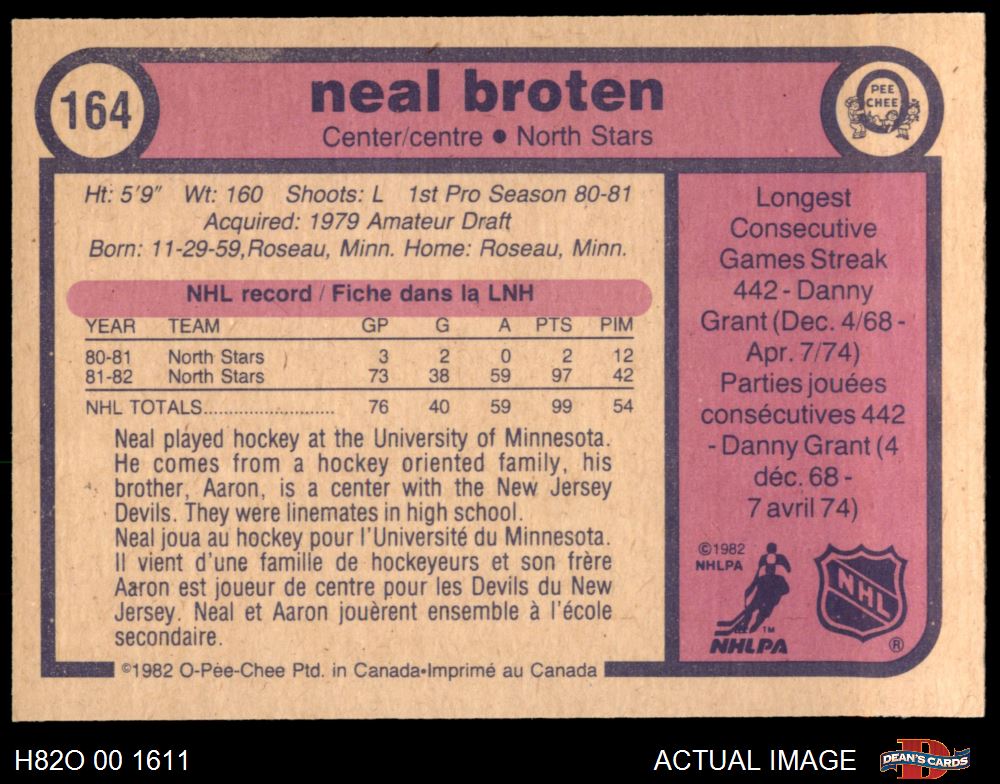 164
neal broten
Center/centre • North Stars
O
PEE
CHEE
Ht: 5'9" Wt: 160 Shoots: L 1st Pro Season 80-81
Acquired: 1979 Amateur Draft
Born: 11-29-59,Roseau, Minn. Home: Roseau, Minn.
NHL record / Fiche dans la LNH
YEAR TEAM GP G A PTS PIM
80-81 North Stars 3 2 0 2 12
81-82 North Stars 73 38 59 97 42
NHL TOTALS........................... 76 40 59 99 54
Neal played hockey at the University of Minnesota.
He comes from a hockey oriented family, his
brother, Aaron, is a center with the New Jersey
Devils. They were linemates in high school.
Neal joua au hockey pour l'Université du Minnesota.
Il vient d'une famille de hockeyeurs et son frère
Aaron est joueur de centre pour les Devils du New
Jersey. Neal et Aaron jouèrent ensemble à l'école
secondaire.
©1982 O-Pee-Chee Ptd. in Canada•Imprimé au Canada
Longest
Consecutive
Games Streak
442 - Danny
Grant (Dec. 4/68 -
Apr. 7/74)
Parties jouées
consécutives 442
- Danny Grant (4
déc. 68 -
7 avril 74)
©1982
NHLPA
TM
NHLPA
NHL
®
H82O 00 1611
ACTUAL IMAGE
D
DEAN'S CARDS